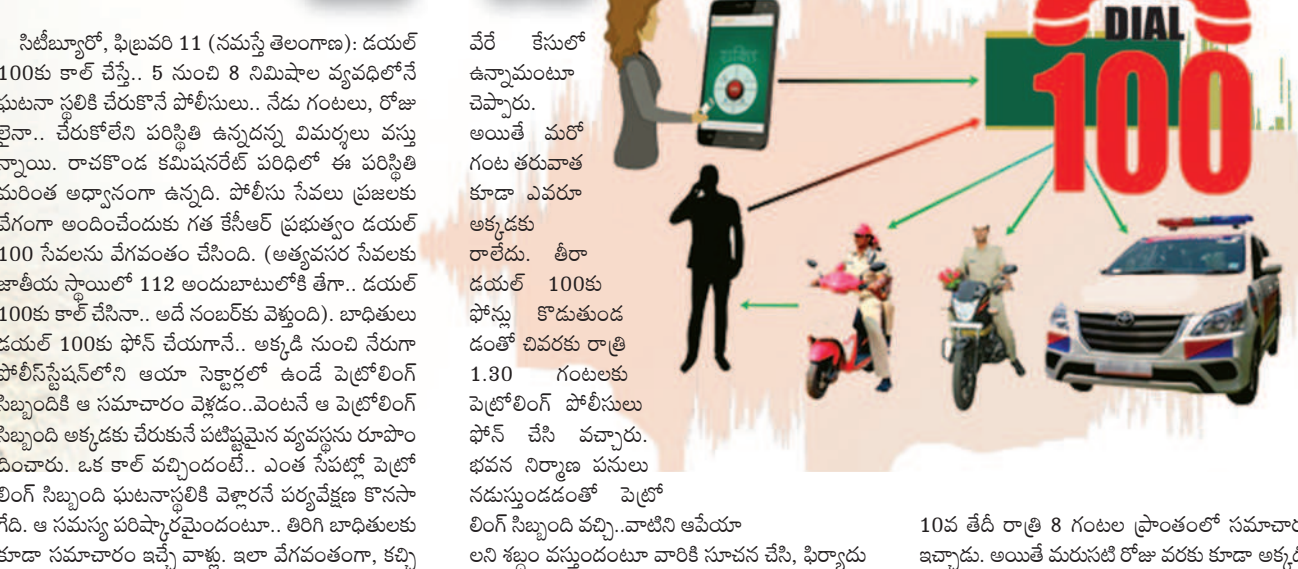 సిటీబ్యూరో, ఫిబ్రవరి 11 (నమస్తే తెలంగాణ): డయల్
100కు కాల్ చేస్తే.. 5 నుంచి 8 నిమిషాల వ్యవధిలోనే
ఘటనా స్థలికి చేరుకొనే పోలీసులు.. నేడు గంటలు, రోజు
లైనా.. చేరుకోలేని పరిస్థితి ఉన్నదన్న విమర్శలు వస్తు
న్నాయి. రాచకొండ కమిషనరేట్ పరిధిలో ఈ పరిస్థితి
మరింత అధ్వానంగా ఉన్నది. పోలీసు సేవలు ప్రజలకు
వేగంగా అందించేందుకు గత కేసీఆర్ ప్రభుత్వం డయల్
100 సేవలను వేగవంతం చేసింది. (అత్యవసర సేవలకు
జాతీయ స్థాయిలో 112 అందుబాటులోకి తేగా.. డయల్
100కు కాల్ చేసినా.. అదే నంబర్‌కు వెళ్తుంది). బాధితులు
డయల్ 100కు ఫోన్ చేయగానే.. అక్కడి నుంచి నేరుగా
పోలీస్‌స్టేషన్‌లోని ఆయా సెక్టార్లలో ఉండే పెట్రోలింగ్
సిబ్బందికి ఆ సమాచారం వెళ్లడం..వెంటనే ఆ పెట్రోలింగ్
సిబ్బంది అక్కడకు చేరుకునే పటిష్టమైన వ్యవస్థను రూపొం
దించారు. ఒక కాల్ వచ్చిందంటే.. ఎంత సేపట్లో పెట్రో
లింగ్ సిబ్బంది ఘటనాస్థలికి వెళ్లారనే పర్యవేక్షణ కొనసా
గేది. ఆ సమస్య పరిష్కారమైందంటూ.. తిరిగి బాధితులకు
కూడా సమాచారం ఇచ్చే వాళ్లు. ఇలా వేగవంతంగా, కచ్చి
వేరే కేసులో
ఉన్నామంటూ
చెప్పారు.
అయితే మరో
గంట తరువాత
కూడా ఎవరూ
అక్కడకు
రాలేదు. తీరా
డయల్ 100కు
ఫోన్లు కొడుతుండ
డంతో చివరకు రాత్రి
1.30 గంటలకు
పెట్రోలింగ్ పోలీసులు
ఫోన్ చేసి వచ్చారు.
భవన నిర్మాణ పనులు
నడుస్తుండడంతో పెట్రో
లింగ్ సిబ్బంది వచ్చి..వాటిని ఆపేయా
లని శబ్దం వస్తుందంటూ వారికి సూచన చేసి, ఫిర్యాదు
DIAL
100
10వ తేదీ రాత్రి 8 గంటల ప్రాంతంలో సమాచార
ఇచ్చాడు. అయితే మరుసటి రోజు వరకు కూడా అక్కడి